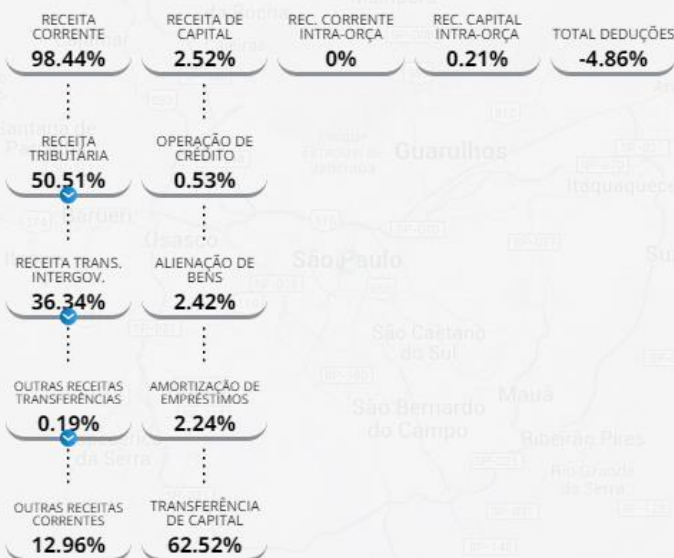 RECEITA
CORRENTE
98.44%
RECEITA DE
CAPITAL
2.52%
REC. CORRENTE
INTRA-ORÇA
0%
REC. CAPITAL
INTRA-ORÇA
0.21%
TOTAL DEDUÇÕES
-4.86%
RECEITA
TRIBUTÁRIA
50.51%
OPERAÇÃO DE
CRÉDITO
0.53%
Guarulhos
Itaquaquece
Barueri
Osasco
São Paulo
RECEITA TRANS.
INTERGOV.
36.34%
ALIENAÇÃO DE
BENS
2.42%
São Caetano
do Sul
OUTRAS RECEITAS
TRANSFERÊNCIAS
0.19%
AMORTIZAÇÃO DE
EMPRÉSTIMOS
2.24%
São Bernardo
do Campo
Mauá
Ribeirão Pires
da Serra
Rio Grande
da Serra
OUTRAS RECEITAS
CORRENTES
12.96%
TRANSFERÊNCIA
DE CAPITAL
62.52%